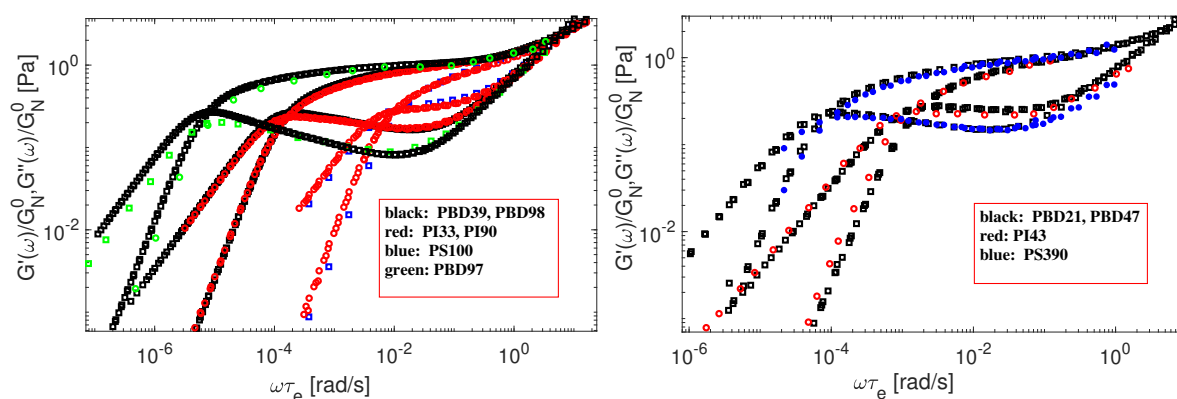 G'(ω)/G_N^0,G''(ω)/G_N^0 [Pa]
10^0
10^-2
black: PBD39, PBD98
red: PI33, PI90
blue: PS100
green: PBD97
10^-6 10^-4 10^-2 10^0
ωτ_e [rad/s]
G'(ω)/G_N^0,G''(ω)/G_N^0 [Pa]
10^0
10^-2
black: PBD21, PBD47
red: PI43
blue: PS390
10^-6 10^-4 10^-2 10^0
ωτ_e [rad/s]